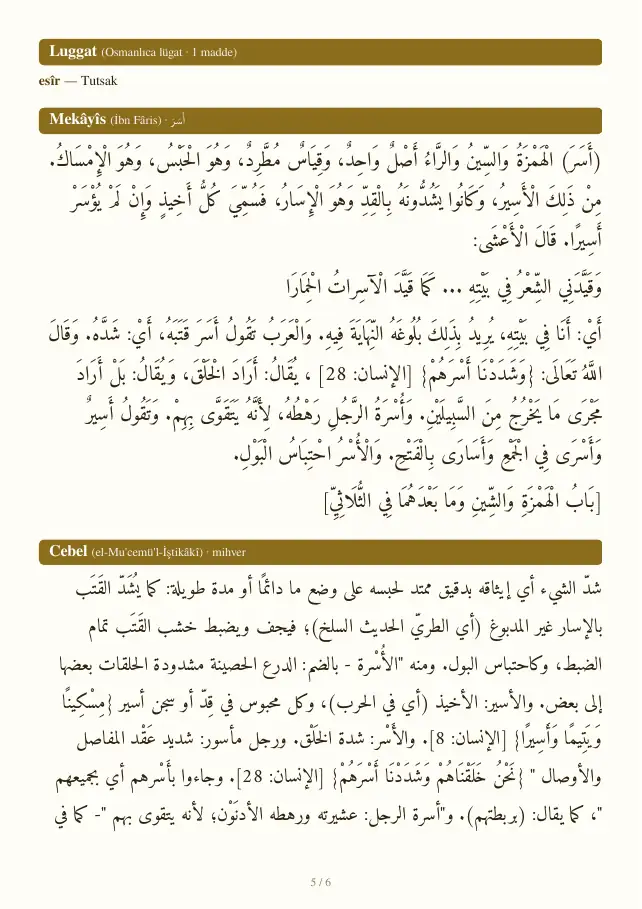 Luggat (Osmanlıca lügat · 1 madde)
esîr — Tutsak
Mekâyîs (İbn Fâris) · أَسَرَ
(أَسَرَ) الْهَمْزَةُ وَالسِّينُ وَالرَّاءُ أَصْلٌ وَاحِدٌ، وَقِيَاسٌ مُطَّرِدٌ، وَهُوَ الْحَبْسُ، وَهُوَ الْإِمْسَاكُ.
مِنْ ذَلِكَ الْأَسِيرُ، وَكَانُوا يَشُدُّونَهُ بِالْقِدِّ وَهُوَ الْإِسَارُ، فَسُمِّيَ كُلُّ أَخِيذٍ وَإِنْ لَمْ يُؤْسَرْ
أَسِيرًا. قَالَ الْأَعْشَى:
وَقَيَّدَنِي الشِّعْرُ فِي بَيْتِهِ ... كَمَا قَيَّدَ الْآسِرَاتُ الْحِمَارَا
أَيْ: أَنَا فِي بَيْتِهِ، يُرِيدُ بِذَلِكَ بُلُوغَهُ النِّهَايَةَ فِيهِ. وَالْعَرَبُ تَقُولُ أَسَرَ قَتَبَهُ، أَيْ: شَدَّهُ. وَقَالَ
اللَّهُ تَعَالَى: {وَشَدَدْنَا أَسْرَهُمْ} [الإنسان: 28] ، يُقَالُ: أَرَادَ الْخَلْقَ، وَيُقَالُ: بَلْ أَرَادَ
مَجْرَى مَا يَخْرُجُ مِنَ السَّبِيلَيْنِ. وَأُسْرَةُ الرَّجُلِ رَهْطُهُ، لِأَنَّهُ يَتَقَوَّى بِهِمْ. وَتَقُولُ أَسِيرٌ
وَأَسْرَى فِي الْجَمْعِ وَأَسَارَى بِالْفَتْحِ. وَالْأُسْرُ احْتِبَاسُ الْبَوْلِ.
[بَابُ الْهَمْزَةِ وَالشِّينِ وَمَا بَعْدَهُمَا فِي الثُّلَاثِيِّ]
Cebel (el-Mu'cemü'l-İştikâkî) · mihver
شدّ الشيء أي إيثاقه بدقيق ممتد لحبسه على وضع ما دائمًا أو مدة طويلة: كما يُشَدّ القَتَب
بالإسار غير المدبوغ (أي الطريّ الحديث السلخ)؛ فيجف ويضبط خشب القَتَب تمام
الضبط، وكاحتباس البول. ومنه "الأُسْرة - بالضم: الدرع الحصينة مشدودة الحلقات بعضها
إلى بعض. والأسير: الأخيذ (أي في الحرب)، وكل محبوس في قِدّ أو سجن أسير {مِسْكِينًا
وَيَتِيمًا وَأَسِيرًا} [الإنسان: 8]. والأَسْر: شدة الخَلْق. ورجل مأسور: شديد عَقْد المفاصل
والأوصال " {نَحْنُ خَلَقْنَاهُمْ وَشَدَدْنَا أَسْرَهُمْ} [الإنسان: 28]. وجاءوا بأَسْرهم أي بجميعهم
"، كما يقال: (بربطتهم). و"أسرة الرجل: عشيرته ورهطه الأدنَوْن؛ لأنه يتقوى بهم "- كما في
5 / 6